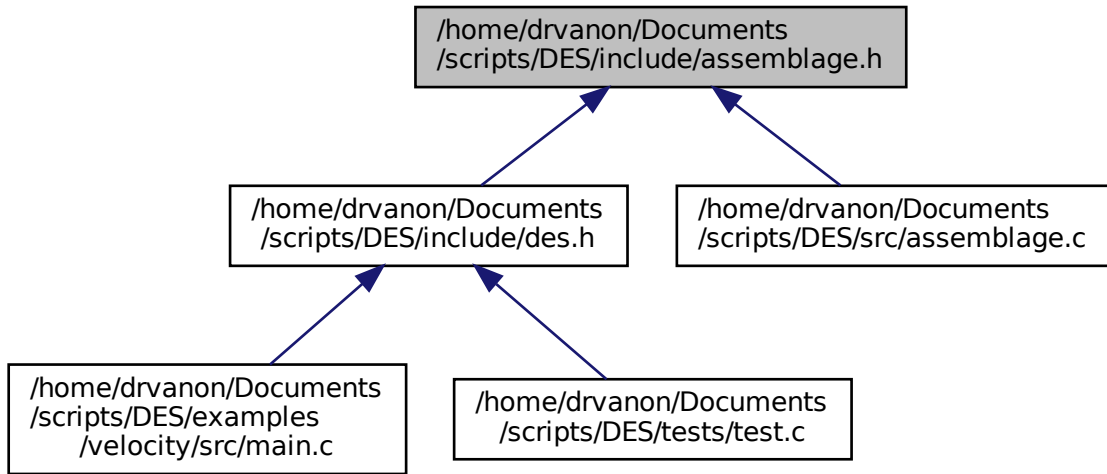 /home/drvanon/Documents
/scripts/DES/include/assemblage.h
/home/drvanon/Documents
/scripts/DES/include/des.h
/home/drvanon/Documents
/scripts/DES/src/assemblage.c
/home/drvanon/Documents
/scripts/DES/examples
/velocity/src/main.c
/home/drvanon/Documents
/scripts/DES/tests/test.c